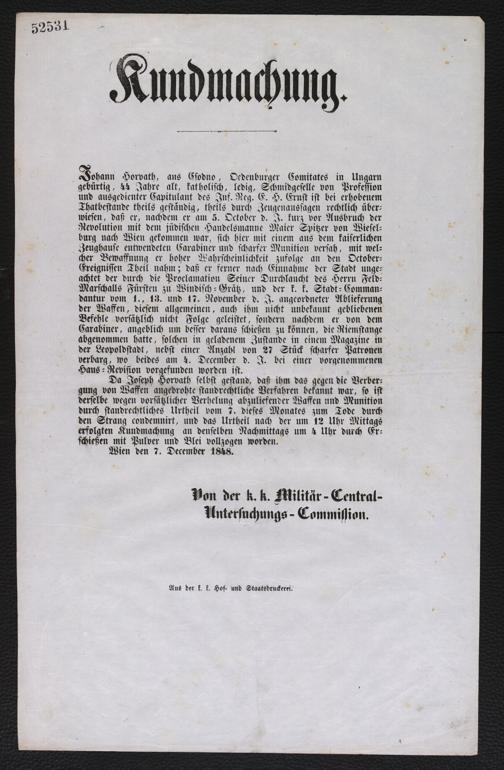 52531
Kundmachung.
Johann Horvath, aus Csodno, Oedenburger Comitates in Ungarn
gebürtig, 44 Jahre alt, katholisch, ledig, Schmidgeselle von Profession
und ausgedienter Capitulant des Inf. Reg. E. H. Ernst ist bei erhobenem
Thatbestande theils geständig, theils durch Zeugenaussagen rechtlich über-
wiesen, daß er, nachdem er am 5. October d. J. kurz vor Ausbruch der
Revolution mit dem jüdischen Handelsmanne Maier Spitzer von Wiesel-
burg nach Wien gekommen war, sich hier mit einem aus dem kaiserlichen
Zeughause entwendeten Carabiner und scharfer Munition versah, mit wel-
cher Bewaffnung er hoher Wahrscheinlichkeit zufolge an den October-
Ereignissen Theil nahm; daß er ferner nach Einnahme der Stadt unge-
achtet der durch die Proclamation Seiner Durchlaucht des Herrn Feld-
Marschalls Fürsten zu Windisch-Grätz, und der k. k. Stadt-Comman-
dantur vom 1., 13. und 17. November d. J. angeordneter Ablieferung
der Waffen, diesem allgemeinen, auch ihm nicht unbekannt gebliebenen
Befehle vorsätzlich nicht Folge geleistet, sondern nachdem er von dem
Carabiner, angeblich um besser daraus schießen zu können, die Riemstange
abgenommen hatte, solchen in geladenem Zustande in einem Magazine in
der Leopoldstadt, nebst einer Anzahl von 27 Stück scharfer Patronen
verbarg, wo beides am 4. December d. J. bei einer vorgenommenen
Haus-Revision vorgefunden worden ist.
Da Joseph Horvath selbst gestand, daß ihm das gegen die Verber-
gung von Waffen angedrohte standrechtliche Verfahren bekannt war, so ist
derselbe wegen vorsätzlicher Verhelung abzuliefernder Waffen und Munition
durch standrechtliches Urtheil vom 7. dieses Monates zum Tode durch
den Strang condemnirt, und das Urtheil nach der um 12 Uhr Mittags
erfolgten Kundmachung an denselben Nachmittags um 4 Uhr durch Er-
schießen mit Pulver und Blei vollzogen worden.
Wien den 7. December 1848.
Von der k. k. Militär-Central-
Untersuchungs-Commission.
Aus der k. k. Hof- und Staatsdruckerei.